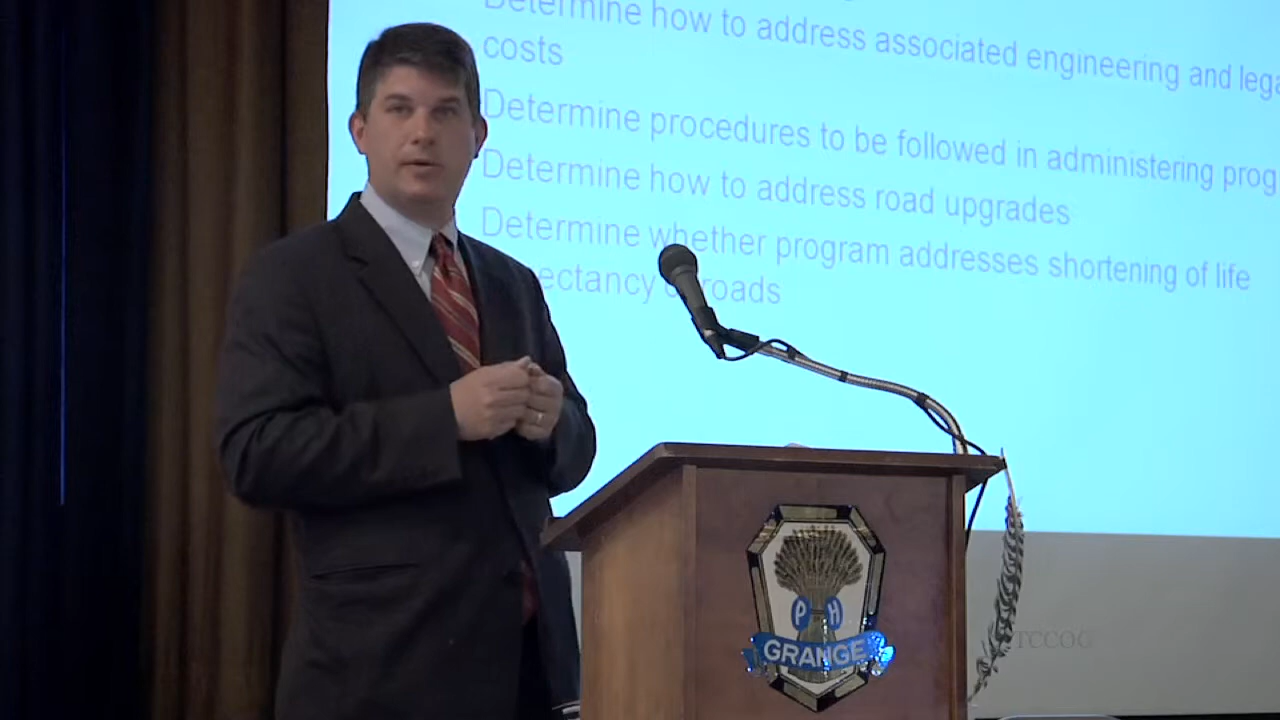 Determine how to address associated engineering and lega
costs
Determine procedures to be followed in administering prog
Determine how to address road upgrades
Determine whether program addresses shortening of life
ectancy roads
P H
GRANGE
TCCOG